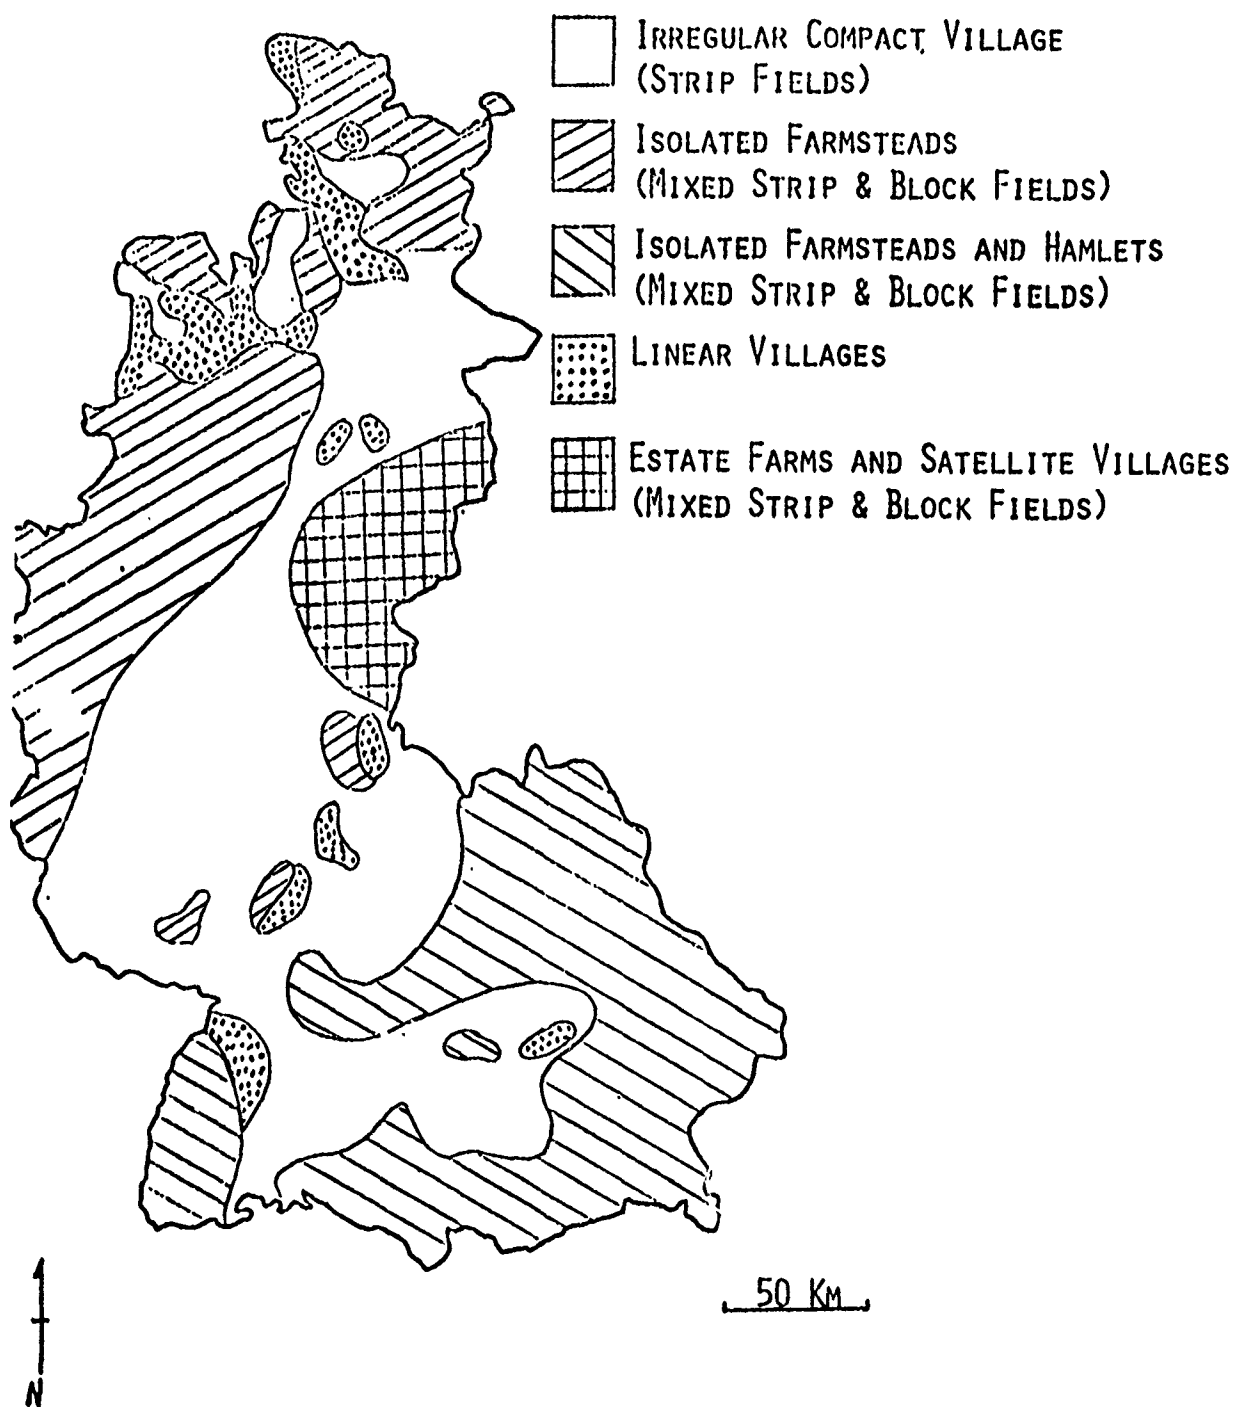 IRREGULAR COMPACT VILLAGE
(STRIP FIELDS)
ISOLATED FARMSTEADS
(MIXED STRIP & BLOCK FIELDS)
ISOLATED FARMSTEADS AND HAMLETS
(MIXED STRIP & BLOCK FIELDS)
LINEAR VILLAGES
ESTATE FARMS AND SATELLITE VILLAGES
(MIXED STRIP & BLOCK FIELDS)
50 KM
N